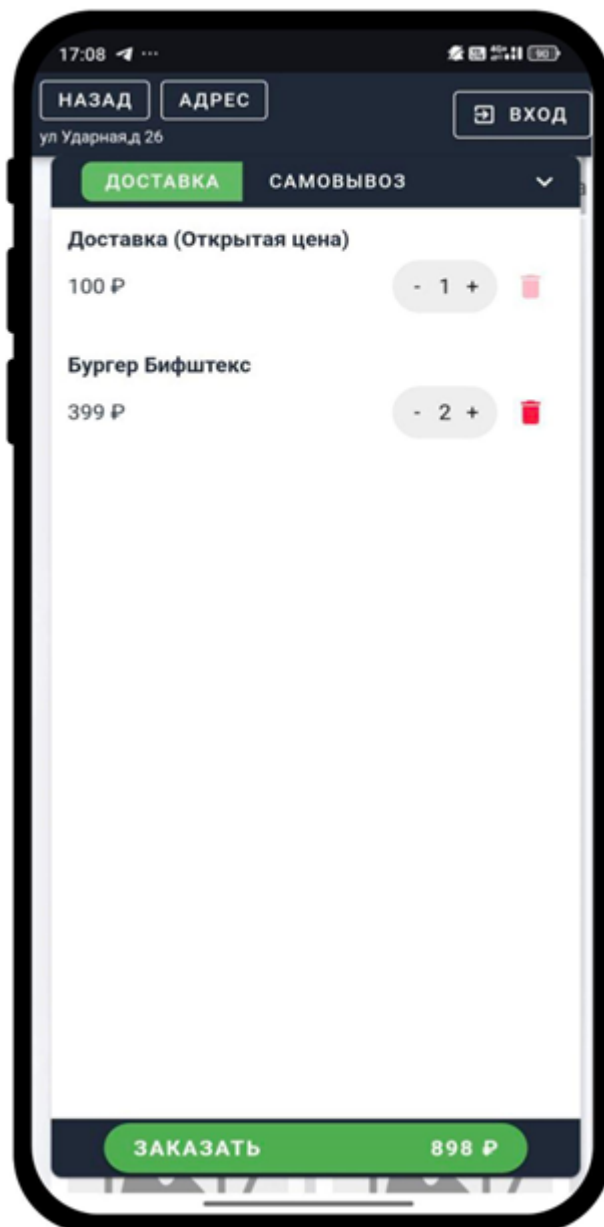 17:08
90
НАЗАД АДРЕС
ВХОД
ул Ударная,д 26
ДОСТАВКА САМОВЫВОЗ
Доставка (Открытая цена)
100 ₽ - 1 +
Бургер Бифштекс
399 ₽ - 2 +
ЗАКАЗАТЬ 898 ₽